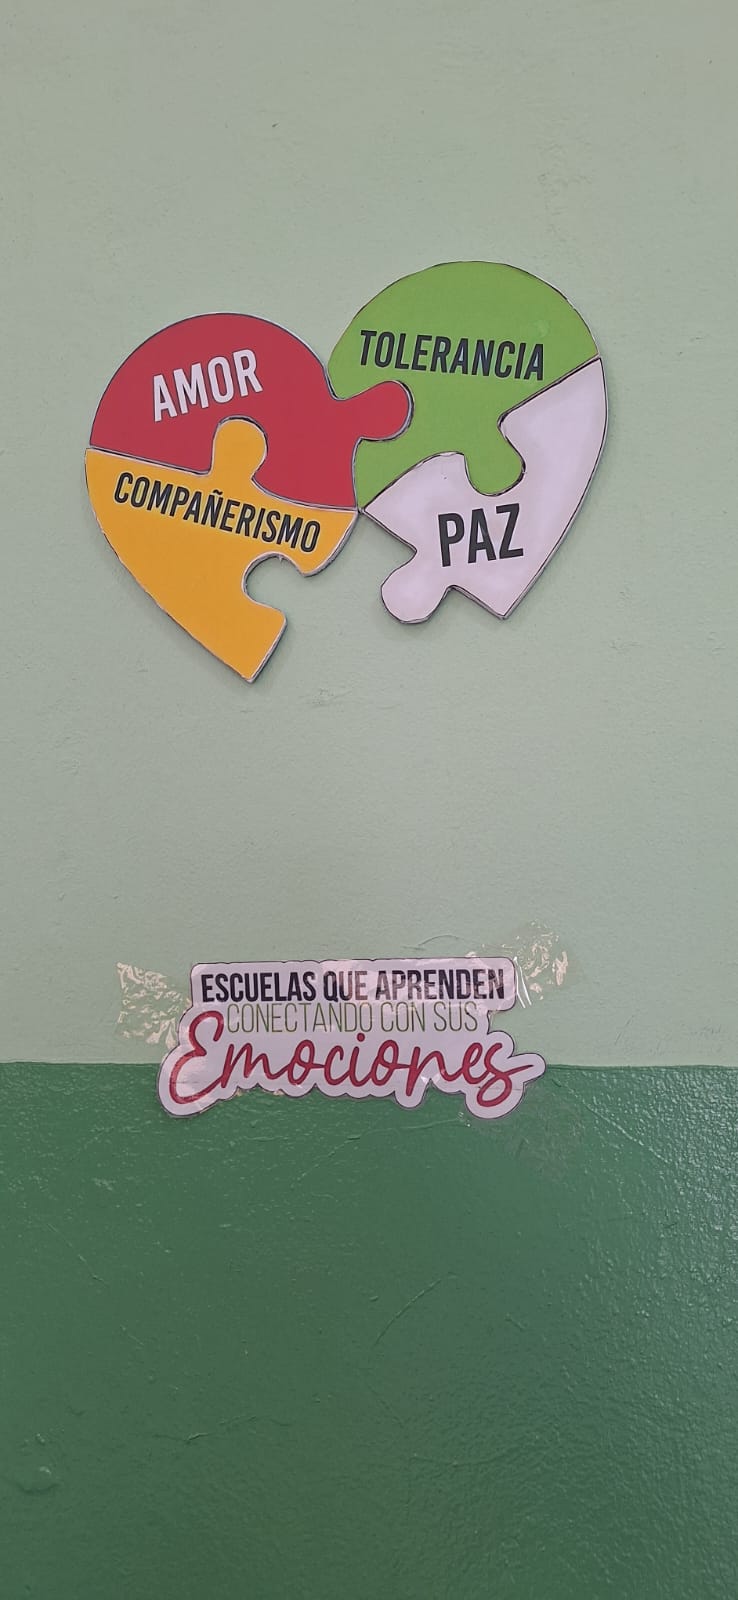 AMOR
TOLERANCIA
COMPAÑERISMO
PAZ
ESCUELAS QUE APRENDEN
CONECTANDO CON SUS
Emociones